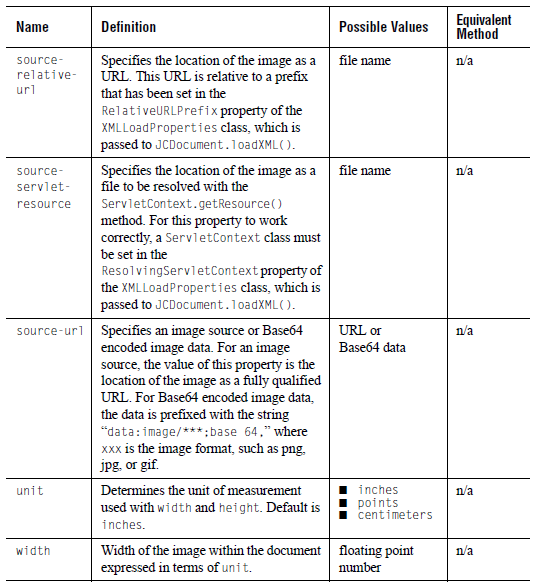 Name Definition Possible Values Equivalent Method
source-relative-url
Specifies the location of the image as a
URL. This URL is relative to a prefix
that has been set in the
RelativeURLPrefix property of the
XMLLoadProperties class, which is
passed to JCDocument.loadXML().
file name
n/a
source-servlet-resource
Specifies the location of the image as a
file to be resolved with the
ServletContext.getResource()
method. For this property to work
correctly, a ServletContext class must
be set in the
ResolvingServletContext property of
the XMLLoadProperties class, which is
passed to JCDocument.loadXML().
file name
n/a
source-url
Specifies an image source or Base64
encoded image data. For an image
source, the value of this property is the
location of the image as a fully qualified
URL. For Base64 encoded image data,
the data is prefixed with the string
“data:image/***;base 64,” where
xxx is the image format, such as png,
jpg, or gif.
URL or
Base64 data
n/a
unit
Determines the unit of measurement
used with width and height. Default is
inches.
■ inches
■ points
■ centimeters
n/a
width
Width of the image within the document
expressed in terms of unit.
floating point
number
n/a